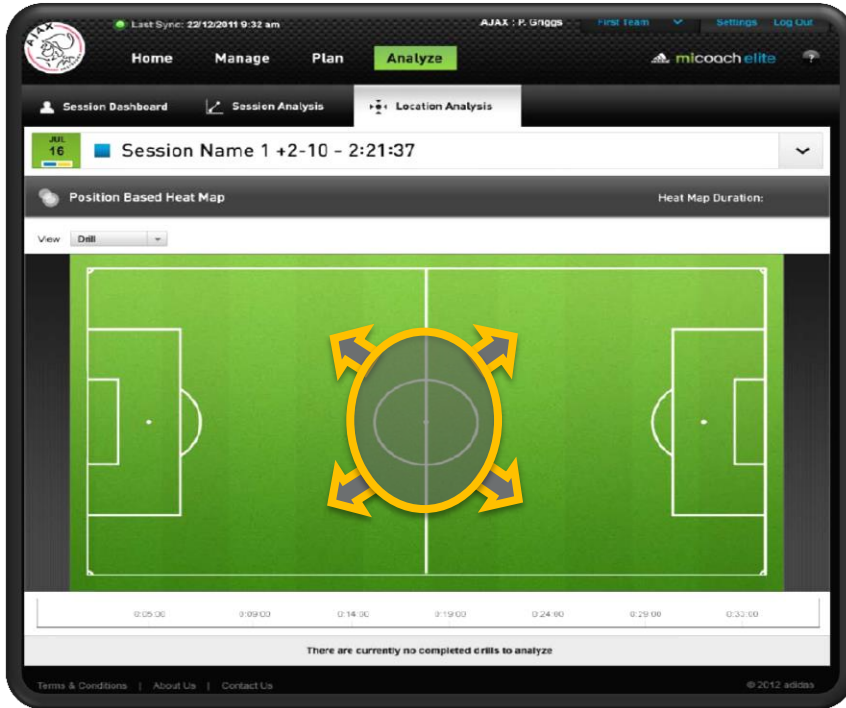 AJAX
Last Sync: 22/12/2011 9:32 am
AJAX : P. Griggs
First Team
Settings
Log Out
Home
Manage
Plan
Analyze
micoach elite
?
Session Dashboard
Session Analysis
Location Analysis
JUL
16
Session Name 1 +2-10 - 2:21:37
Position Based Heat Map
Heat Map Duration:
View
Drill
0:05:00
0:09:00
0:14:00
0:19:00
0:24:00
0:29:00
0:33:00
There are currently no completed drills to analyze
Terms & Conditions | About Us | Contact Us
© 2012 adidas